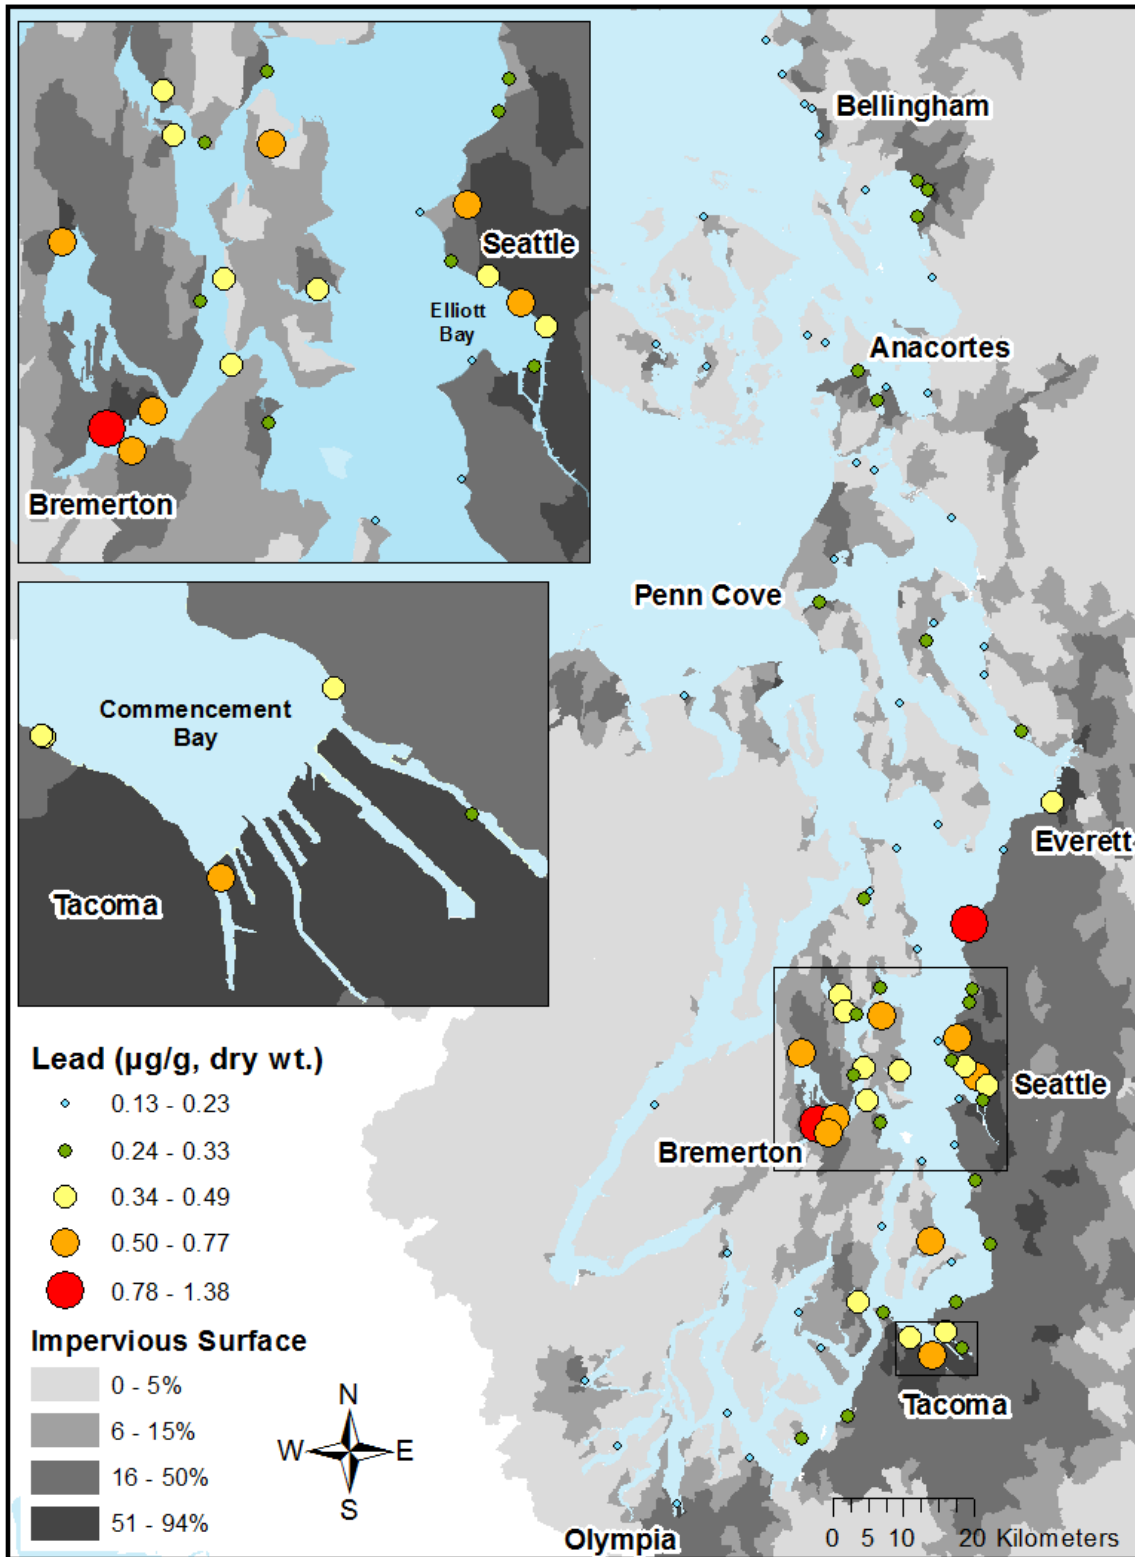 Bellingham
Seattle
Elliott
Bay
Bremerton
Anacortes
Penn Cove
Commencement
Bay
Tacoma
Everett
Lead (µg/g, dry wt.)
0.13 - 0.23
0.24 - 0.33
0.34 - 0.49
0.50 - 0.77
0.78 - 1.38
Seattle
Bremerton
Impervious Surface
0 - 5%
6 - 15%
16 - 50%
51 - 94%
N
W E
S
Tacoma
Olympia
0 5 10 20 Kilometers